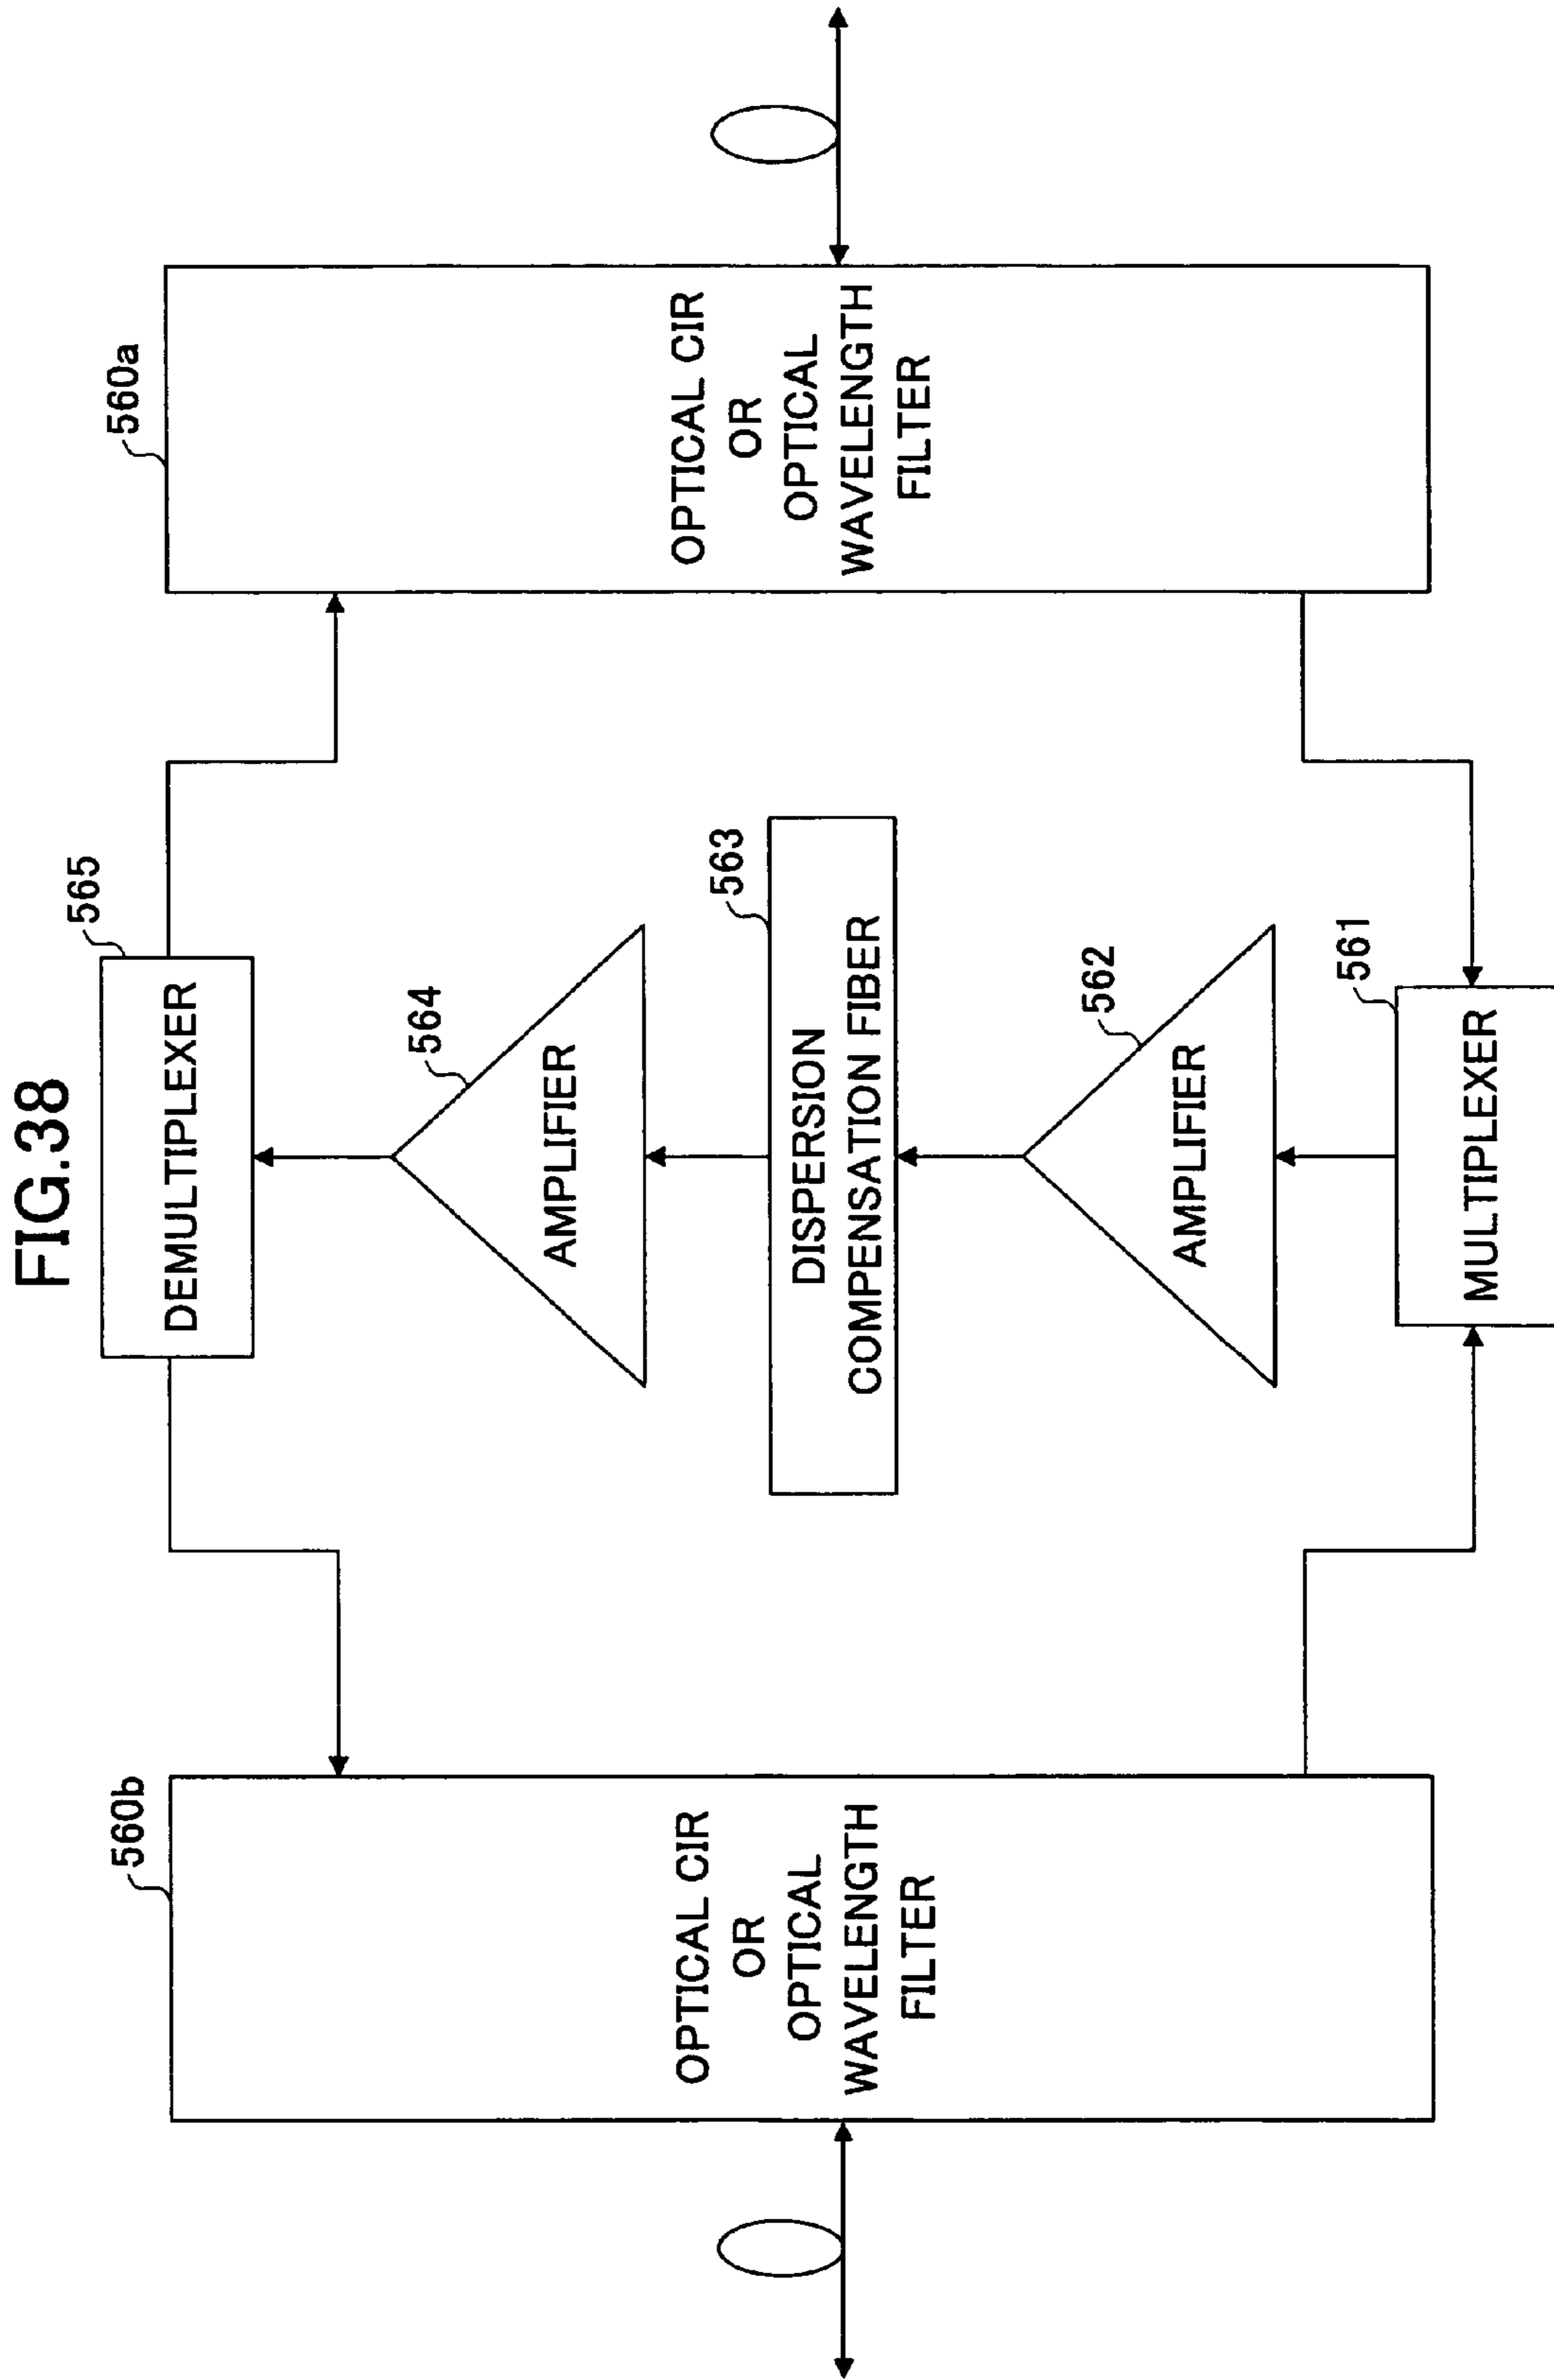 FIG.38
560b
OPTICAL CIR
OR
OPTICAL
WAVELENGTH
FILTER
DEMULTIPLEXER
565
AMPLIFIER
564
DISPERSION
COMPENSATION FIBER
563
AMPLIFIER
562
MULTIPLEXER
561
560a
OPTICAL CIR
OR
OPTICAL
WAVELENGTH
FILTER